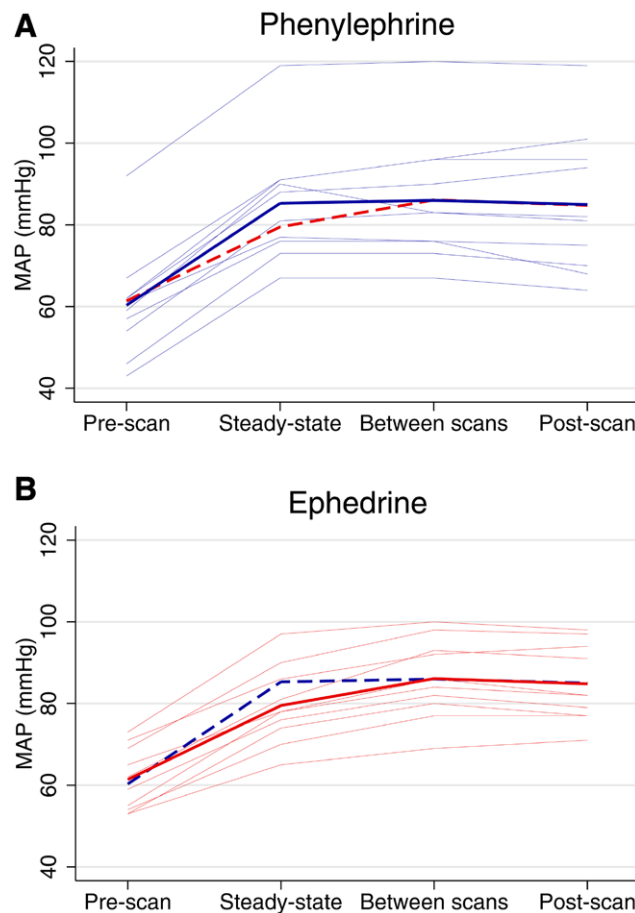 A
Phenylephrine
MAP (mmHg)
120
100
80
60
40
Pre-scan Steady-state Between scans Post-scan
B
Ephedrine
MAP (mmHg)
120
100
80
60
40
Pre-scan Steady-state Between scans Post-scan